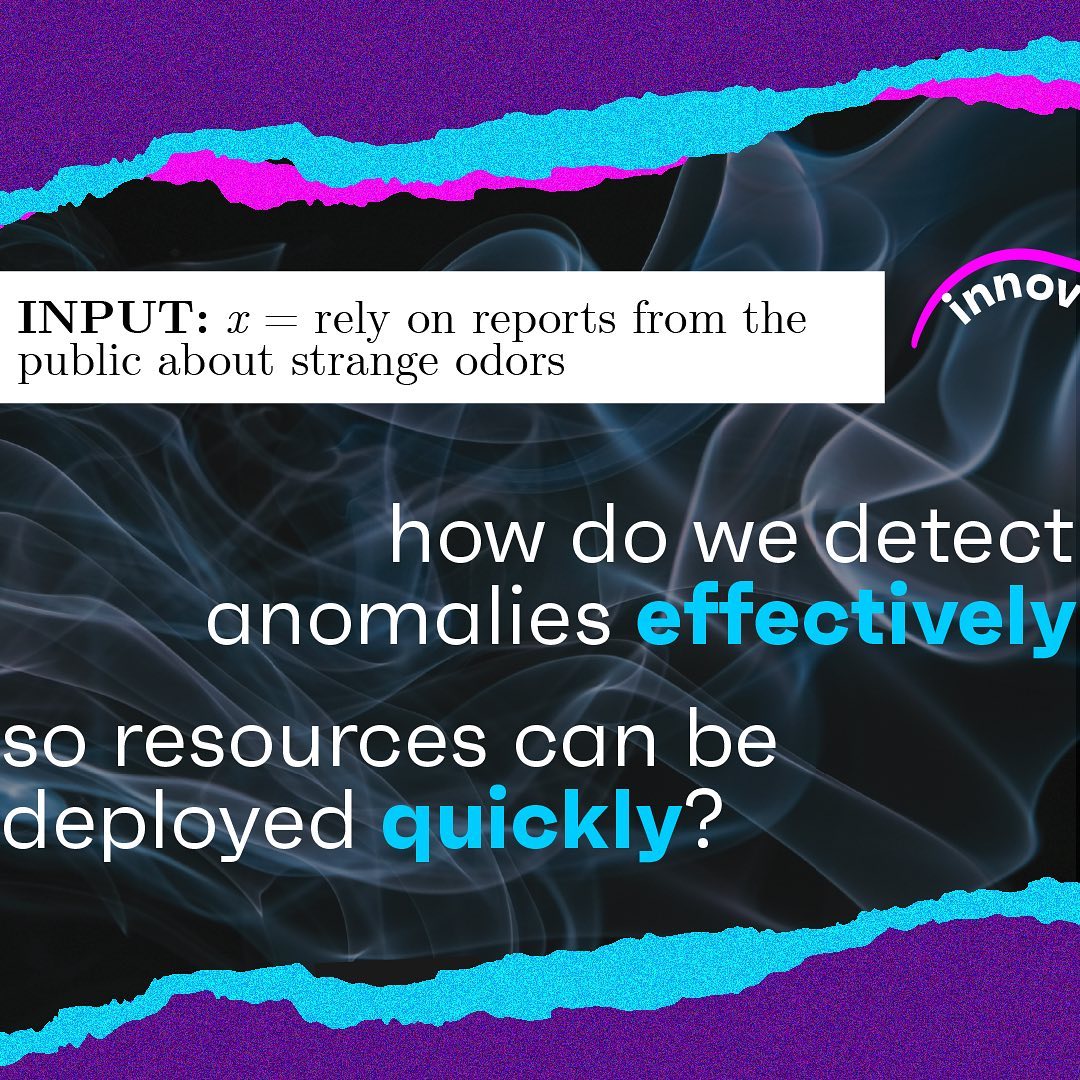 INPUT: x = rely on reports from the
public about strange odors
innov
how do we detect
anomalies effectively
so resources can be
deployed quickly?